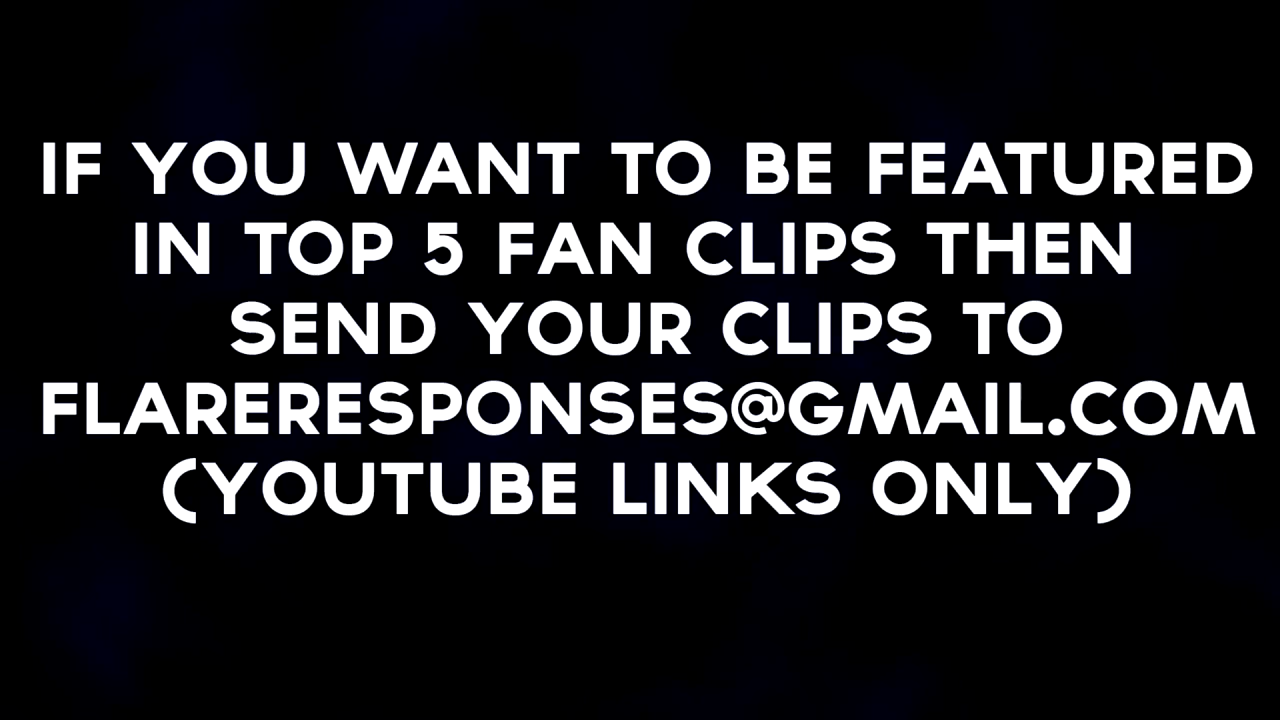 IF YOU WANT TO BE FEATURED
IN TOP 5 FAN CLIPS THEN
SEND YOUR CLIPS TO
FLARERESPONSES@GMAIL.COM
(YOUTUBE LINKS ONLY)